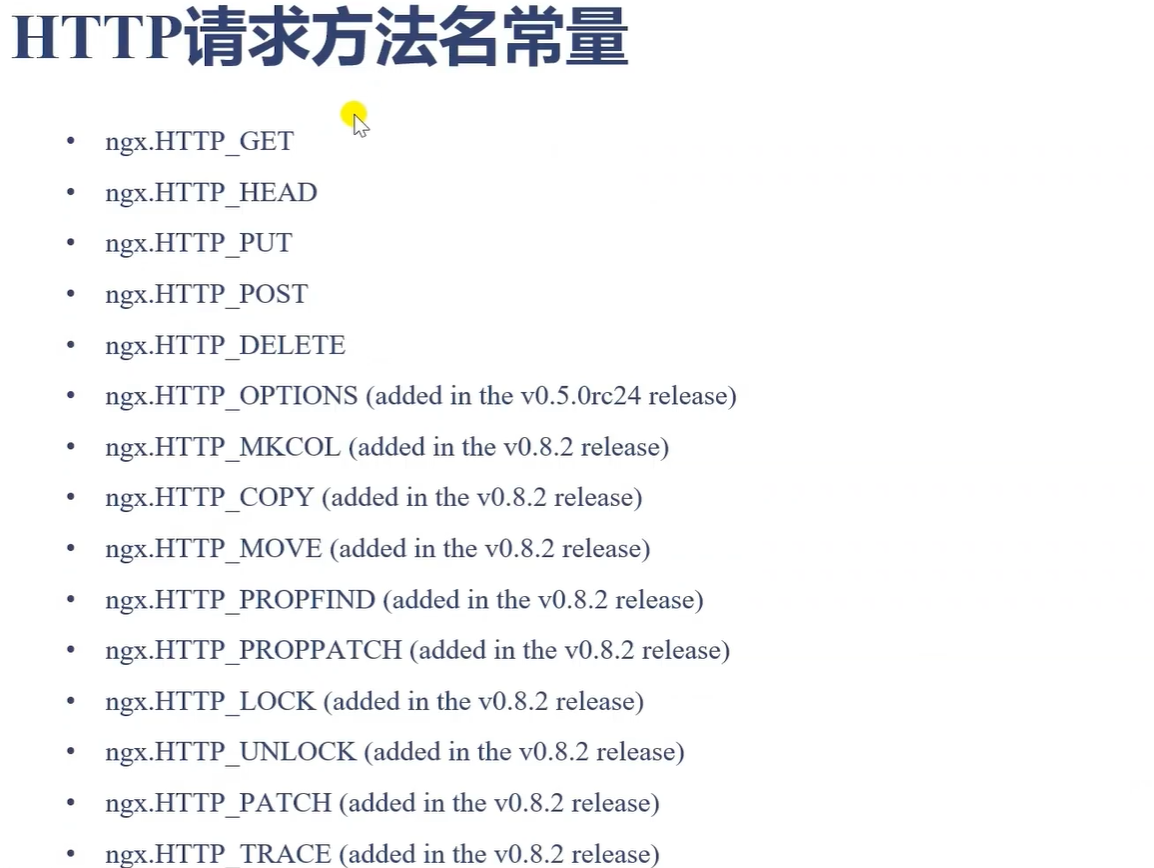 HTTP请求方法名常量
• ngx.HTTP_GET
• ngx.HTTP_HEAD
• ngx.HTTP_PUT
• ngx.HTTP_POST
• ngx.HTTP_DELETE
• ngx.HTTP_OPTIONS (added in the v0.5.0rc24 release)
• ngx.HTTP_MKCOL (added in the v0.8.2 release)
• ngx.HTTP_COPY (added in the v0.8.2 release)
• ngx.HTTP_MOVE (added in the v0.8.2 release)
• ngx.HTTP_PROPFIND (added in the v0.8.2 release)
• ngx.HTTP_PROPPATCH (added in the v0.8.2 release)
• ngx.HTTP_LOCK (added in the v0.8.2 release)
• ngx.HTTP_UNLOCK (added in the v0.8.2 release)
• ngx.HTTP_PATCH (added in the v0.8.2 release)
• ngx.HTTP_TRACE (added in the v0.8.2 release)